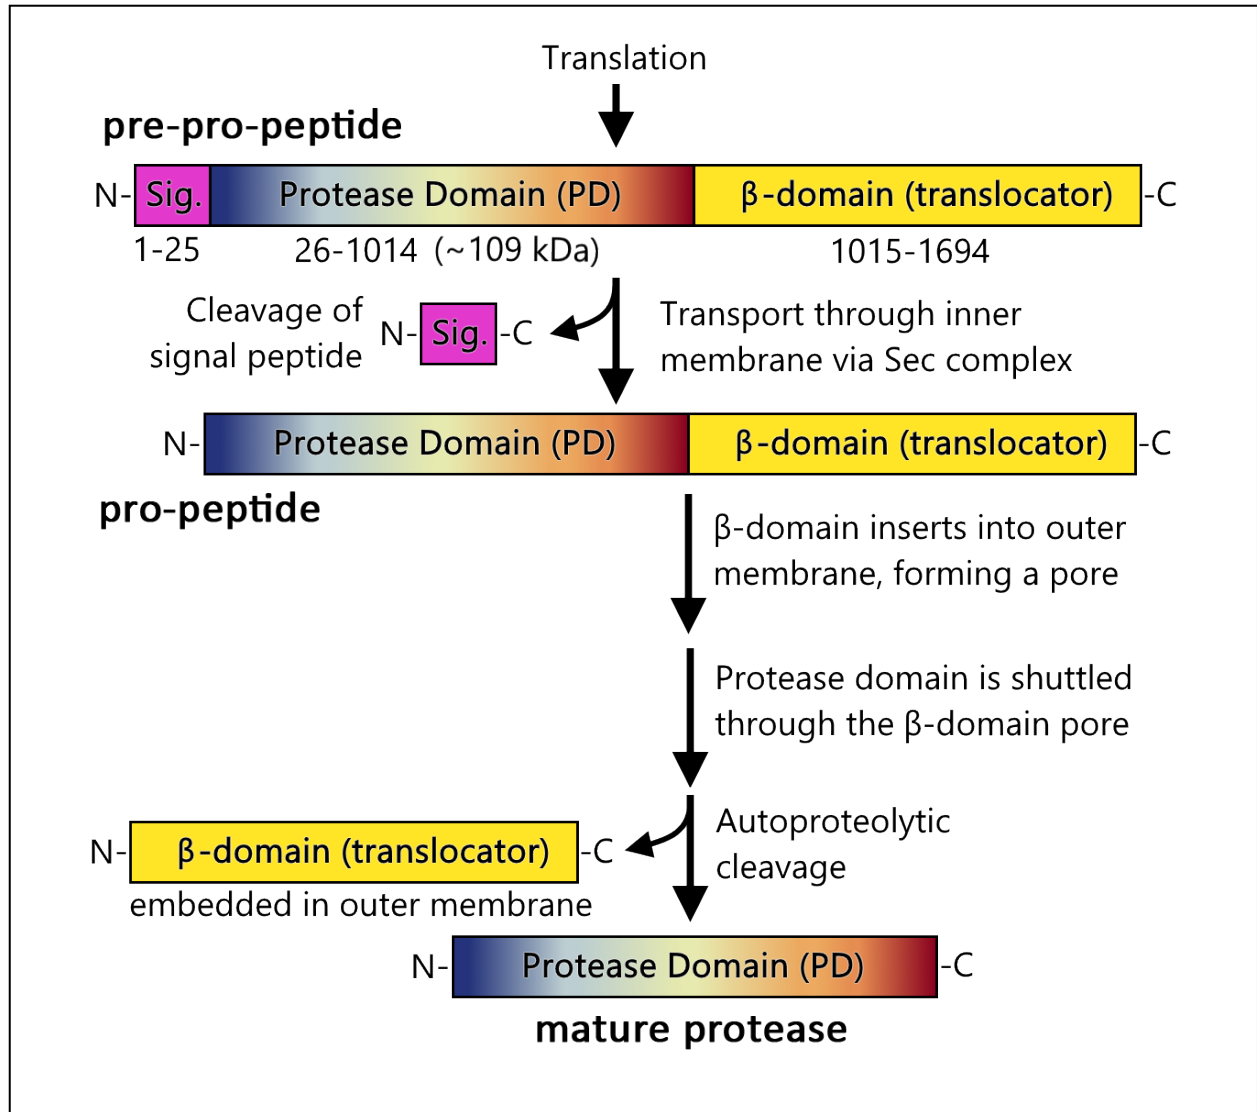 Translation
pre-pro-peptide
N- Sig. Protease Domain (PD) β-domain (translocator) -C
1-25 26-1014 (~109 kDa) 1015-1694
Cleavage of
signal peptide
N- Sig. -C
Transport through inner
membrane via Sec complex
N- Protease Domain (PD) β-domain (translocator) -C
pro-peptide
β-domain inserts into outer
membrane, forming a pore
Protease domain is shuttled
through the β-domain pore
Autoproteolytic
cleavage
N- β-domain (translocator) -C
embedded in outer membrane
N- Protease Domain (PD) -C
mature protease